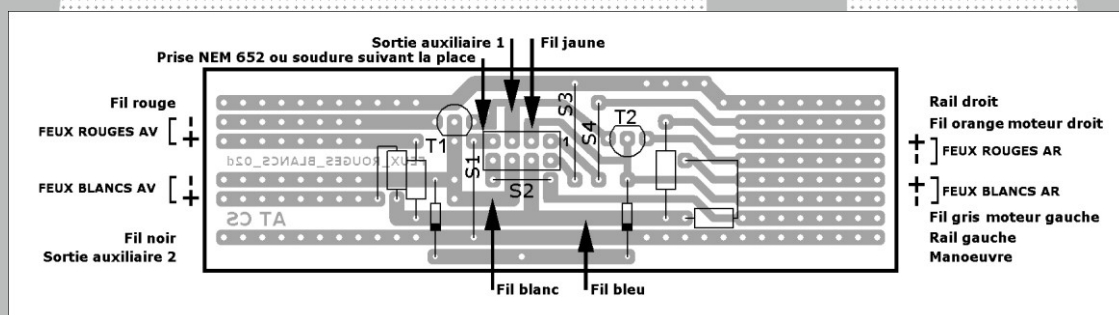 Sortie auxiliaire 1
Fil jaune
Prise NEM 652 ou soudure suivant la place
Fil rouge
FEUX ROUGES AV
-
+
FEUX BLANCS AV
-
+
Fil noir
Sortie auxiliaire 2
T1
S1
S2
S3
S4
T2
1
FEUX_ROUGES_BLANCS_02d
AT CS
Rail droit
Fil orange moteur droit
+
-
FEUX ROUGES AR
+
-
FEUX BLANCS AR
Fil gris moteur gauche
Rail gauche
Manoeuvre
Fil blanc
Fil bleu